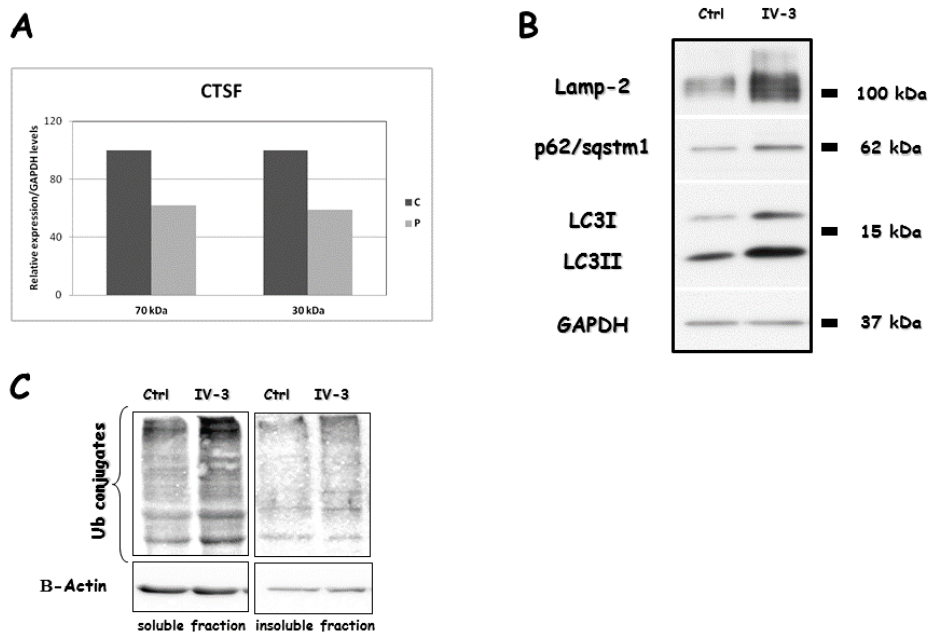 A
CTSF
Relative expression/GAPDH levels
120
80
40
0
70 kDa
30 kDa
C
P
B
Ctrl IV-3
Lamp-2
100 kDa
p62/sqstm1
62 kDa
LC3I
15 kDa
LC3II
GAPDH
37 kDa
C
Ctrl IV-3 Ctrl IV-3
Ub conjugates
B-Actin
soluble fraction insoluble fraction